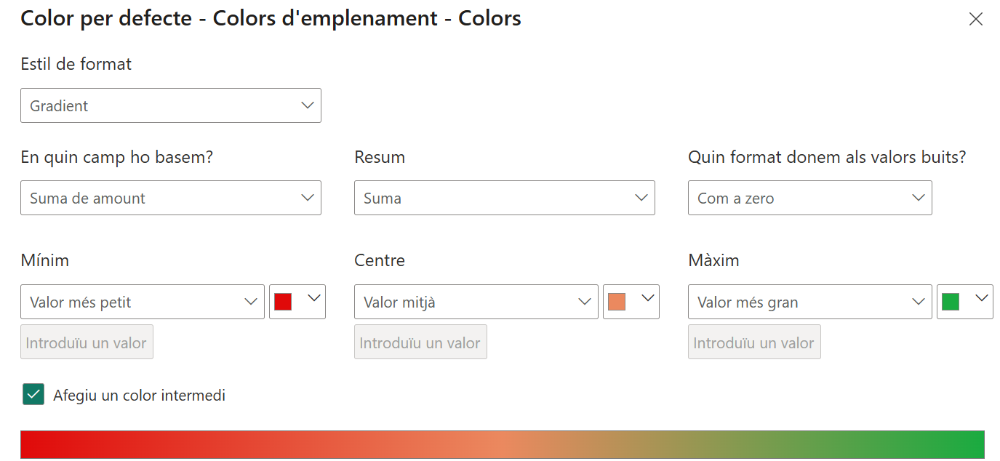 Color per defecte - Colors d'emplenament - Colors
Estil de format
Gradient
En quin camp ho basem? Resum Quin format donem als valors buits?
Suma de amount Suma Com a zero
Mínim Centre Màxim
Valor més petit Valor mitjà Valor més gran
Introduïu un valor Introduïu un valor Introduïu un valor
Afegiu un color intermedi